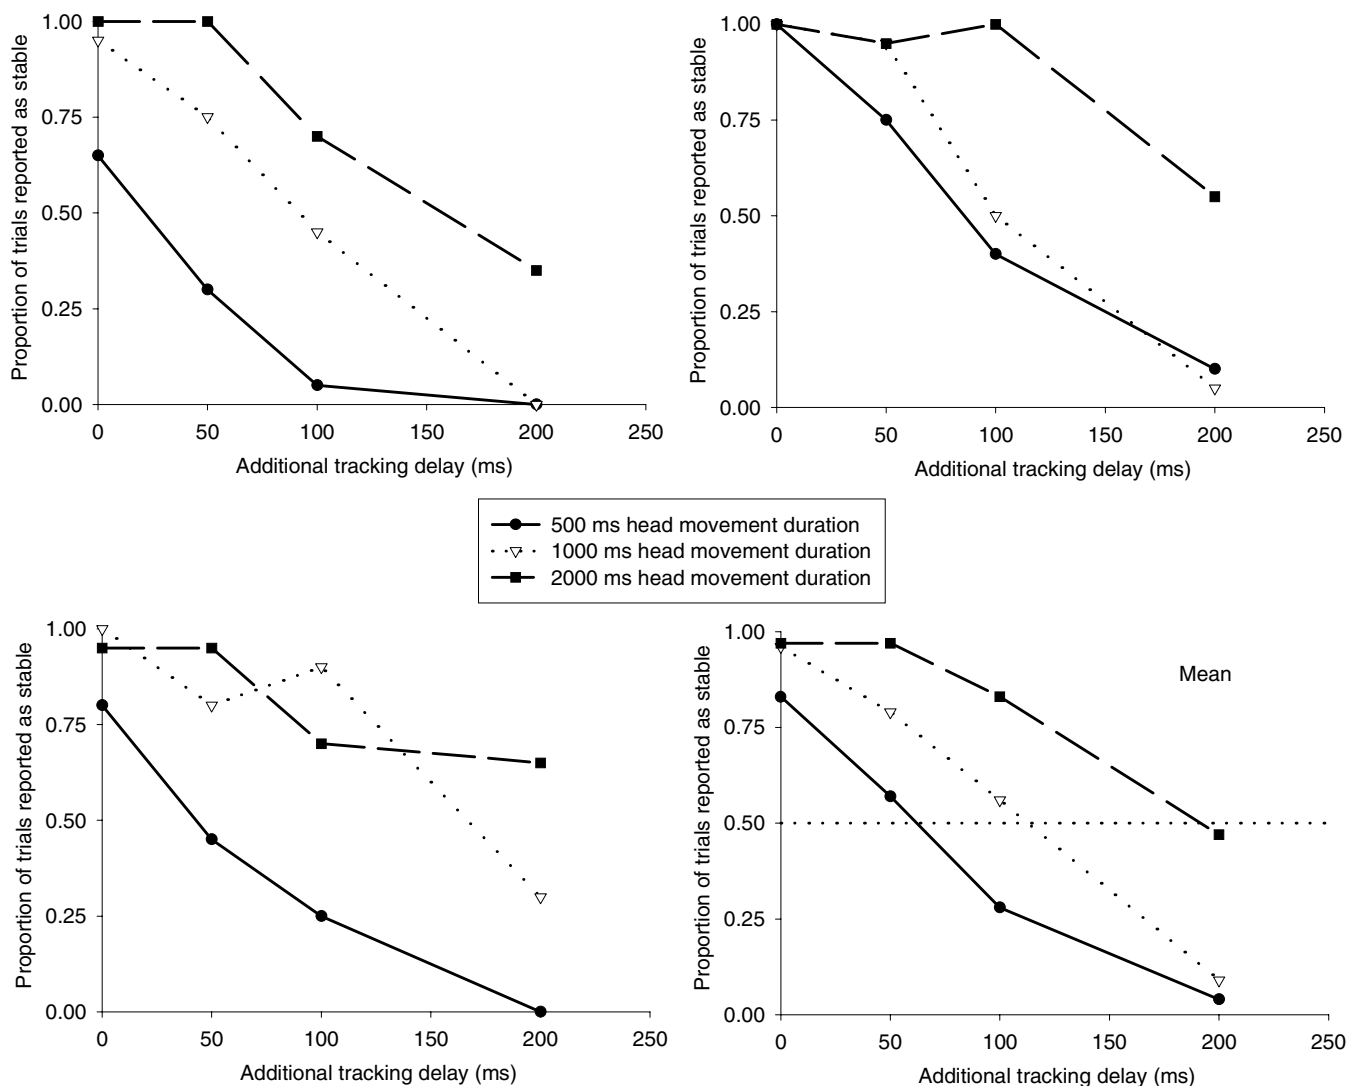 Proportion of trials reported as stable
1.00
0.75
0.50
0.25
0.00
0 50 100 150 200 250
Additional tracking delay (ms)
Proportion of trials reported as stable
1.00
0.75
0.50
0.25
0.00
0 50 100 150 200 250
Additional tracking delay (ms)
500 ms head movement duration
1000 ms head movement duration
2000 ms head movement duration
Proportion of trials reported as stable
1.00
0.75
0.50
0.25
0.00
0 50 100 150 200 250
Additional tracking delay (ms)
Proportion of trials reported as stable
1.00
0.75
0.50
0.25
0.00
Mean
0 50 100 150 200 250
Additional tracking delay (ms)